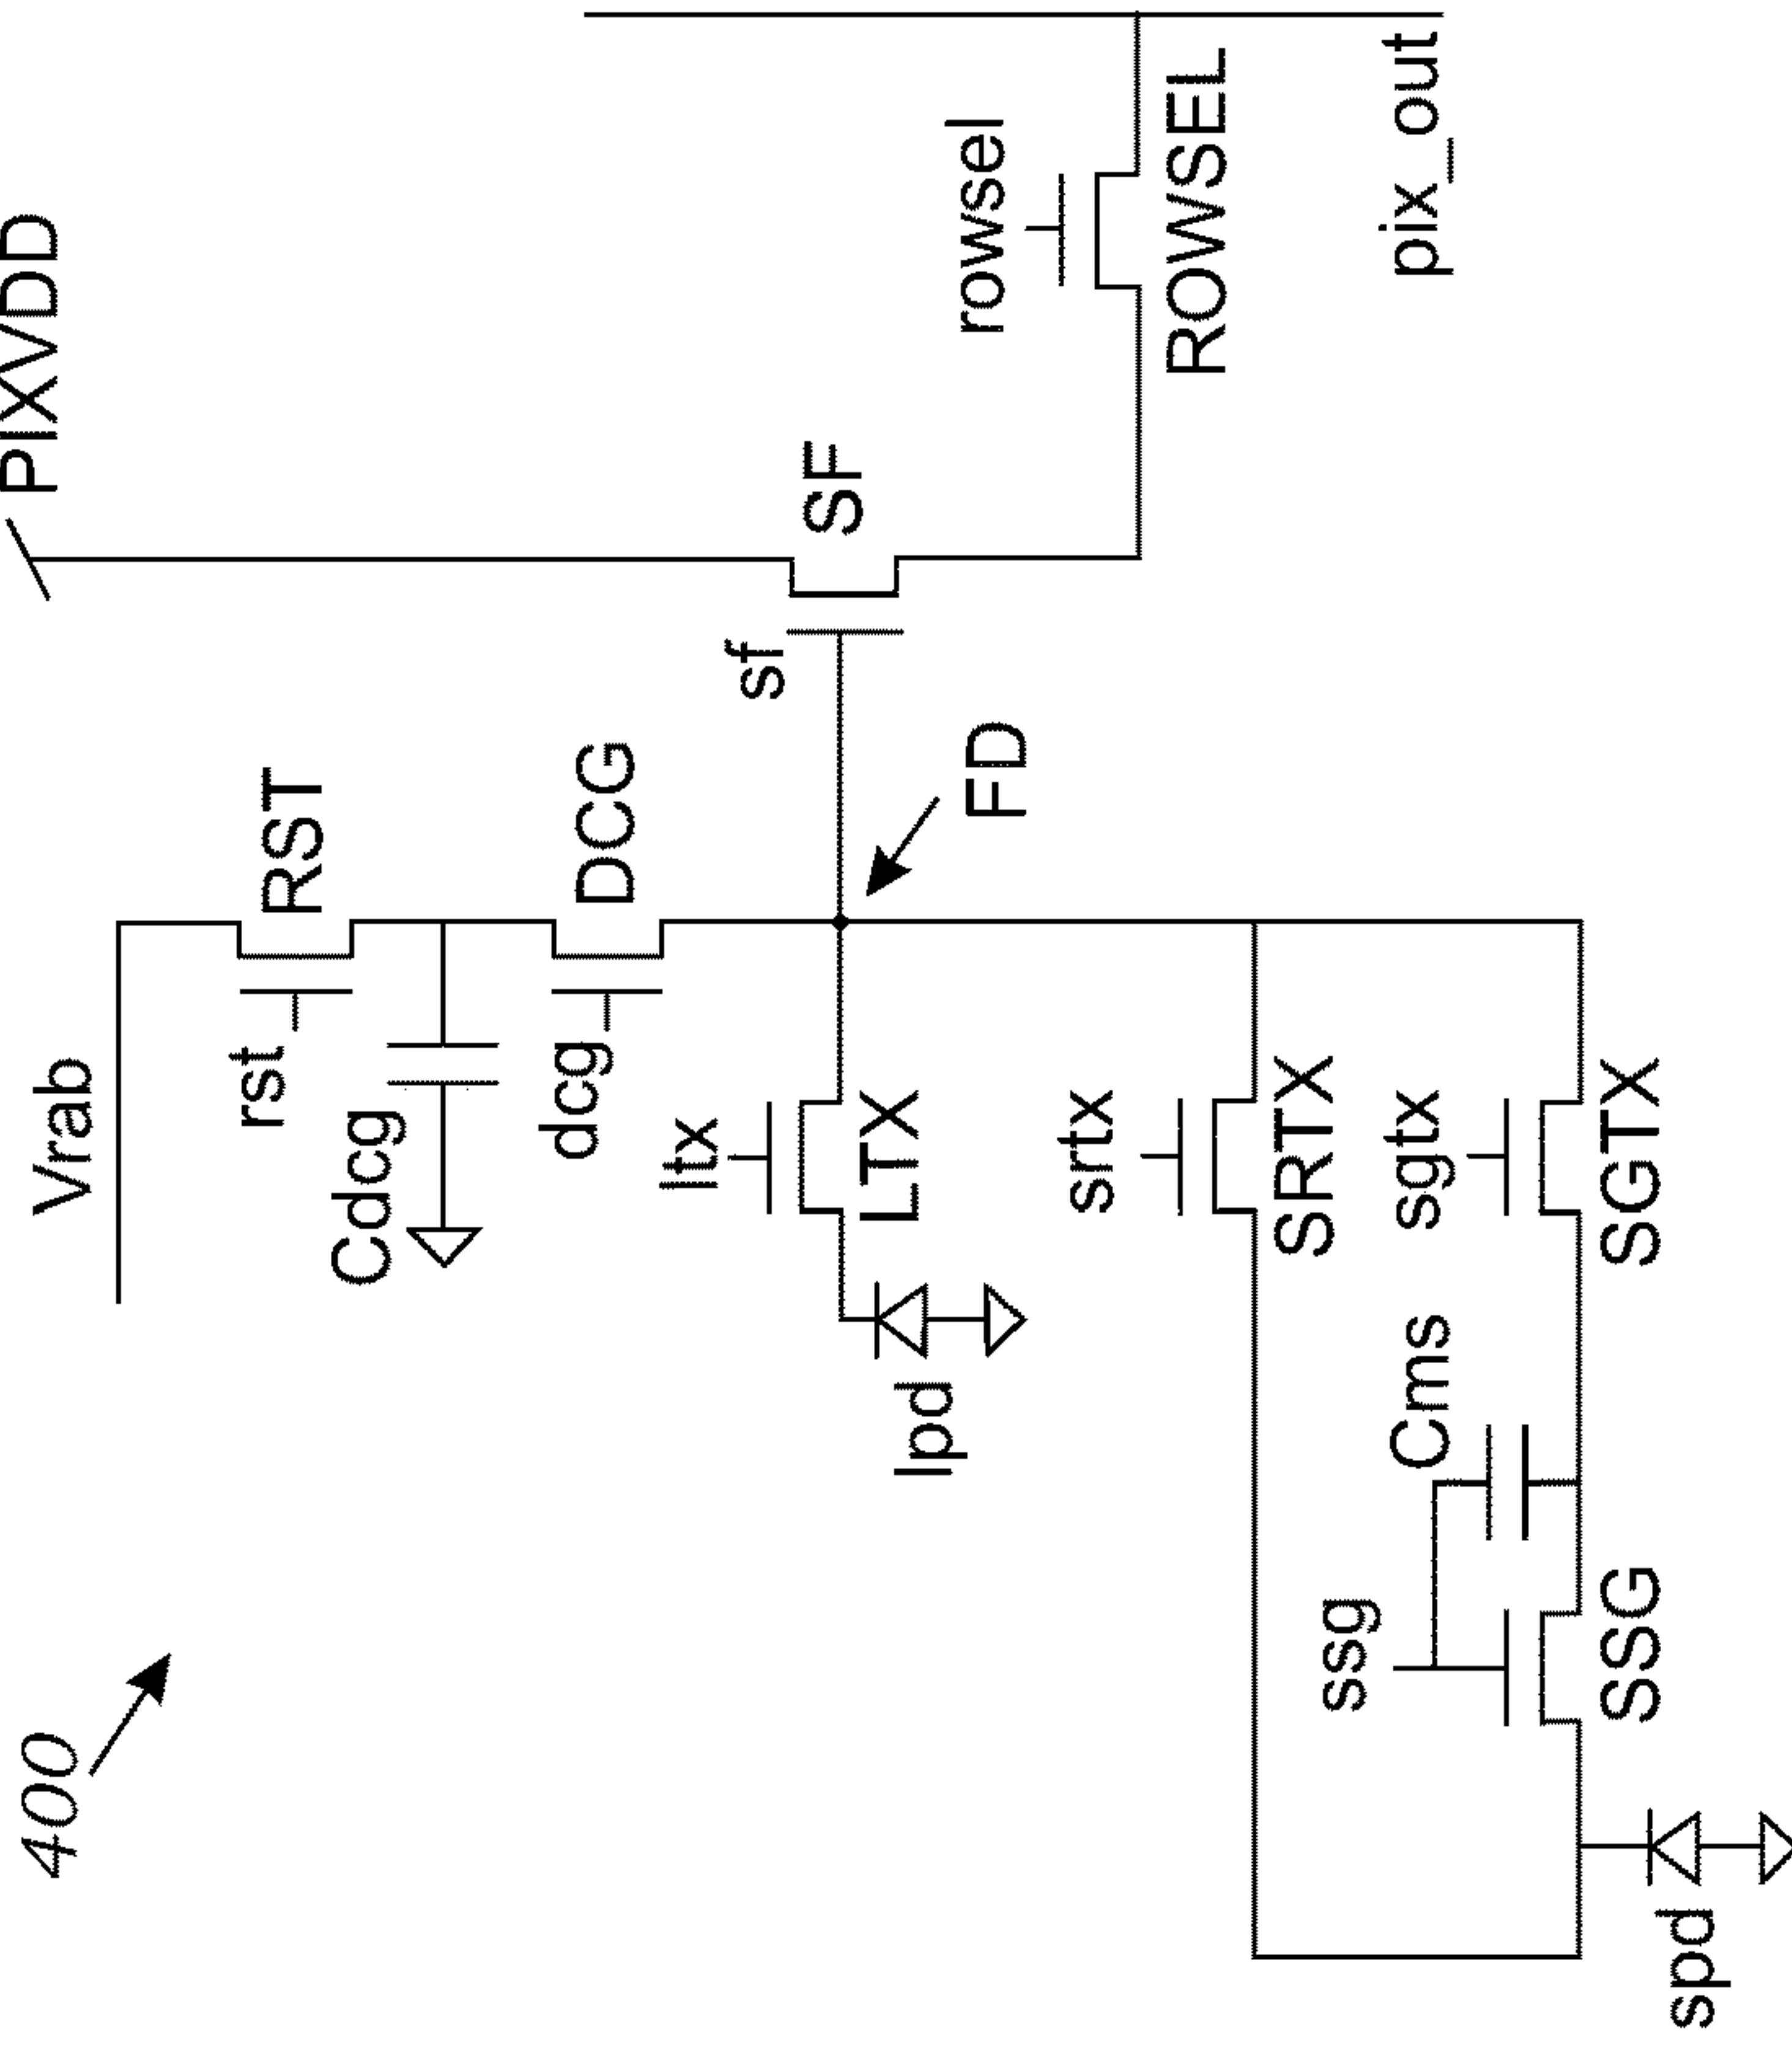 400
Vrab
PIXVDD
rst
RST
Cdcg
dcg
DCG
sf
SF
ltx
LTX
FD
lpd
rowsel
ROWSEL
srtx
SRTX
pix_out
ssg
Cms
sgtx
SSG
SGTX
spd